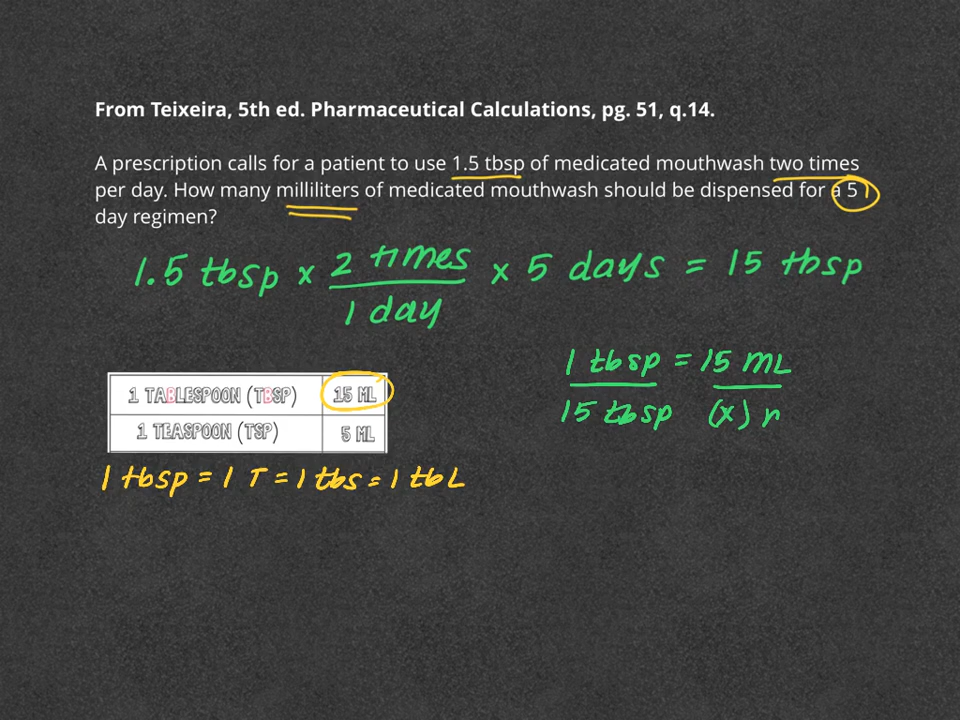 From Teixeira, 5th ed. Pharmaceutical Calculations, pg. 51, q.14.
A prescription calls for a patient to use 1.5 tbsp of medicated mouthwash two times
per day. How many milliliters of medicated mouthwash should be dispensed for a 5
day regimen?
1.5 tbsp x 2 times / 1 day x 5 days = 15 tbsp
1 tbsp = 15 mL
15 tbsp (x) r
1 TABLESPOON (TBSP) 15 ML
1 TEASPOON (TSP) 5 ML
1 tbsp = 1 T = 1 tbs = 1 tbL